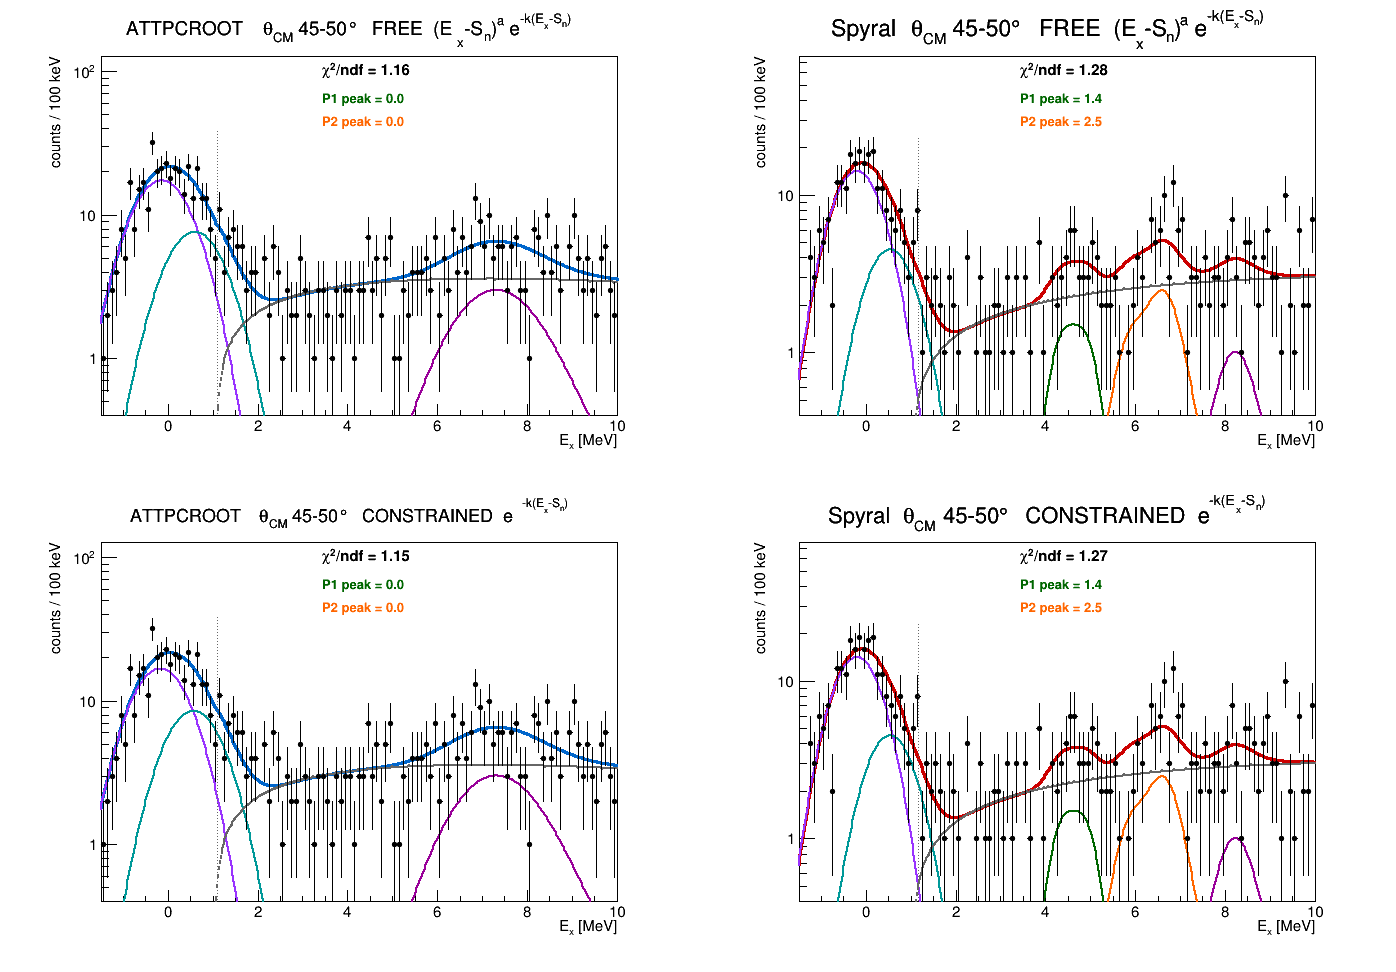 ATTPCROOT θCM 45-50° FREE (Ex-Sn)^a e^-k(Ex-Sn)
χ²/ndf = 1.16
P1 peak = 0.0
P2 peak = 0.0
counts / 100 keV
10²
10
1
0 2 4 6 8 10
Ex [MeV]
Spyral θCM 45-50° FREE (Ex-Sn)^a e^-k(Ex-Sn)
χ²/ndf = 1.28
P1 peak = 1.4
P2 peak = 2.5
counts / 100 keV
10
1
0 2 4 6 8 10
Ex [MeV]
ATTPCROOT θCM 45-50° CONSTRAINED e^-k(Ex-Sn)
χ²/ndf = 1.15
P1 peak = 0.0
P2 peak = 0.0
counts / 100 keV
10²
10
1
0 2 4 6 8 10
Ex [MeV]
Spyral θCM 45-50° CONSTRAINED e^-k(Ex-Sn)
χ²/ndf = 1.27
P1 peak = 1.4
P2 peak = 2.5
counts / 100 keV
10
1
0 2 4 6 8 10
Ex [MeV]